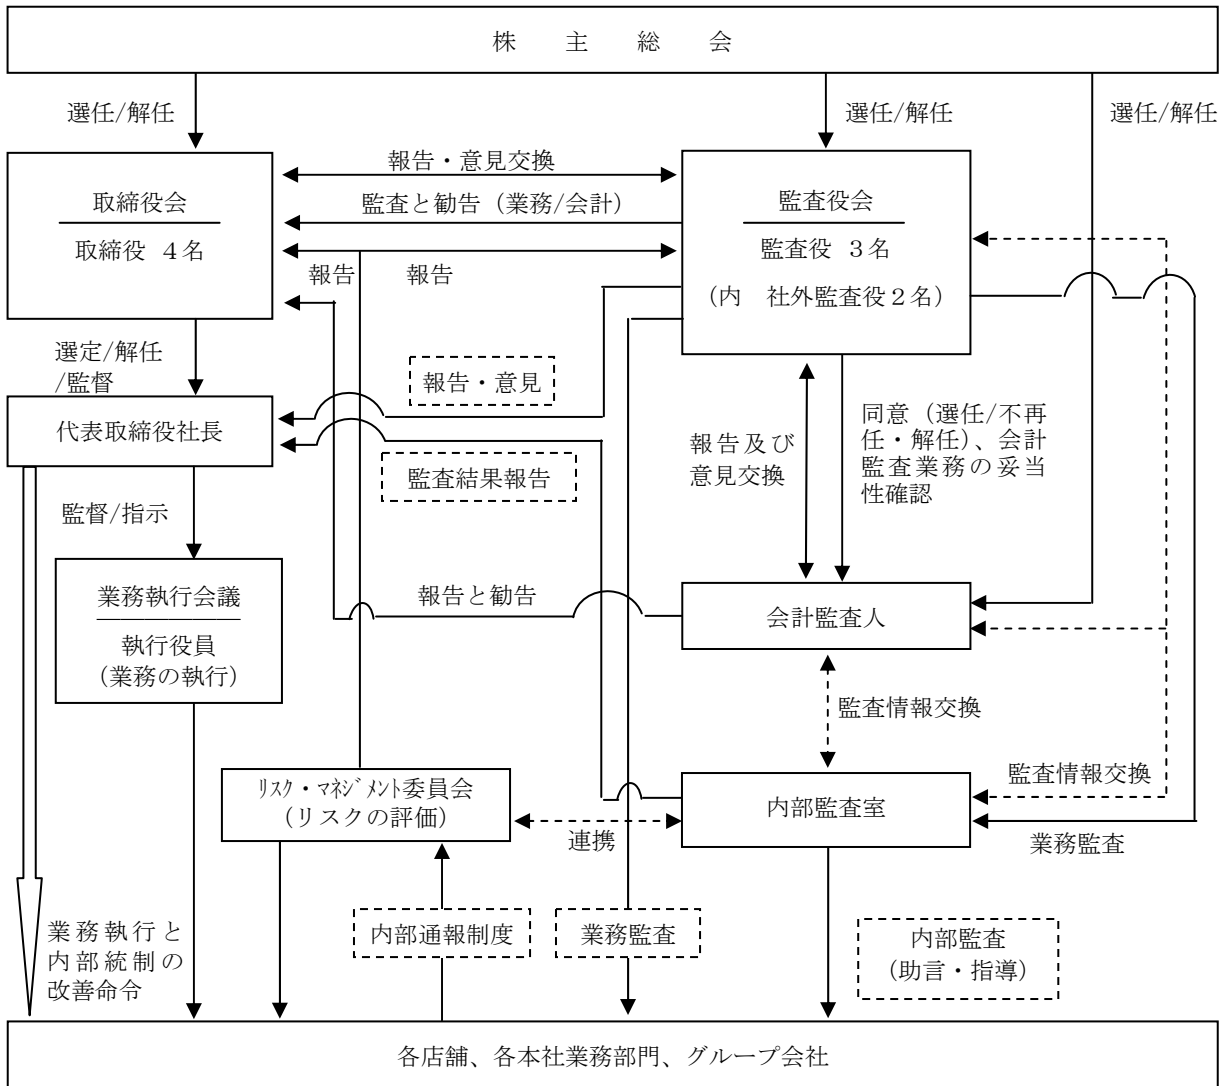 株　主　総　会
選任/解任
選任/解任
選任/解任
取締役会
取締役 ４名
報告・意見交換
監査と勧告（業務/会計）
報告
報告
監査役会
監査役 ３名
（内　社外監査役２名）
選定/解任
/監督
報告・意見
代表取締役社長
監査結果報告
報告及び
意見交換
同意（選任/不再
任・解任）、会計
監査業務の妥当
性確認
監督/指示
業務執行会議
執行役員
（業務の執行）
報告と勧告
会計監査人
監査情報交換
ﾘｽｸ・ﾏﾈｼﾞﾒﾝﾄ委員会
（リスクの評価）
連携
内部監査室
監査情報交換
業務監査
業務執行と
内部統制の
改善命令
内部通報制度
業務監査
内部監査
（助言・指導）
各店舗、各本社業務部門、グループ会社